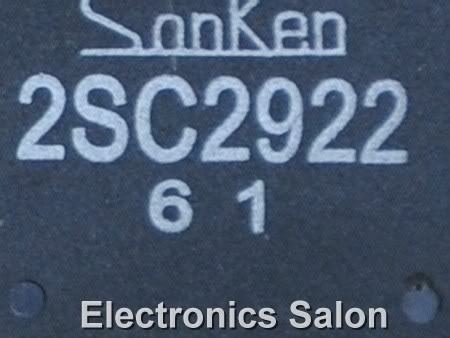 SanKen
2SC2922
6 1
Electronics Salon